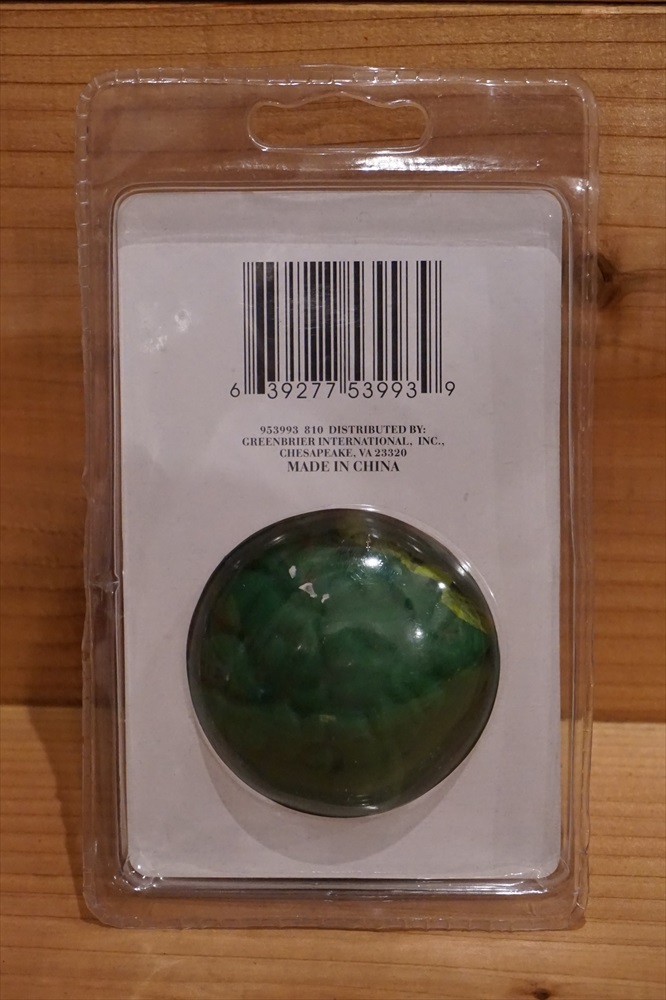 6 39277 53993 9
953993 810 DISTRIBUTED BY:
GREENBRIER INTERNATIONAL, INC.,
CHESAPEAKE, VA 23320
MADE IN CHINA